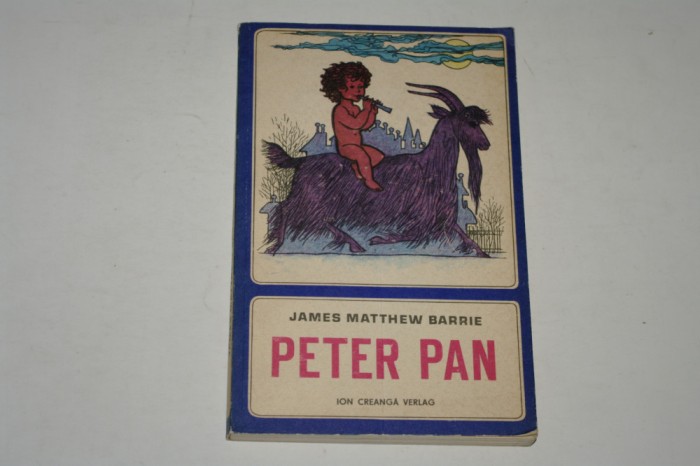 JAMES MATTHEW BARRIE
PETER PAN
ION CREANGĂ VERLAG